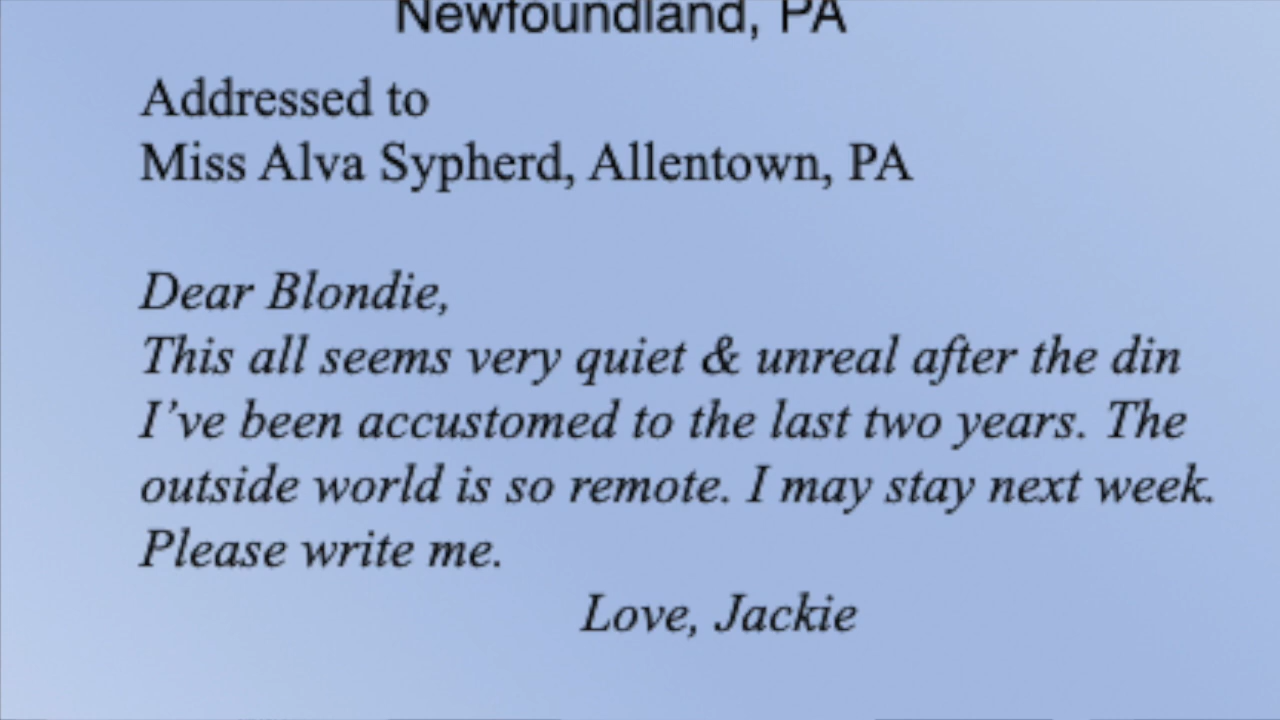 Newfoundland, PA
Addressed to
Miss Alva Sypherd, Allentown, PA
Dear Blondie,
This all seems very quiet & unreal after the din
I’ve been accustomed to the last two years. The
outside world is so remote. I may stay next week.
Please write me.
Love, Jackie